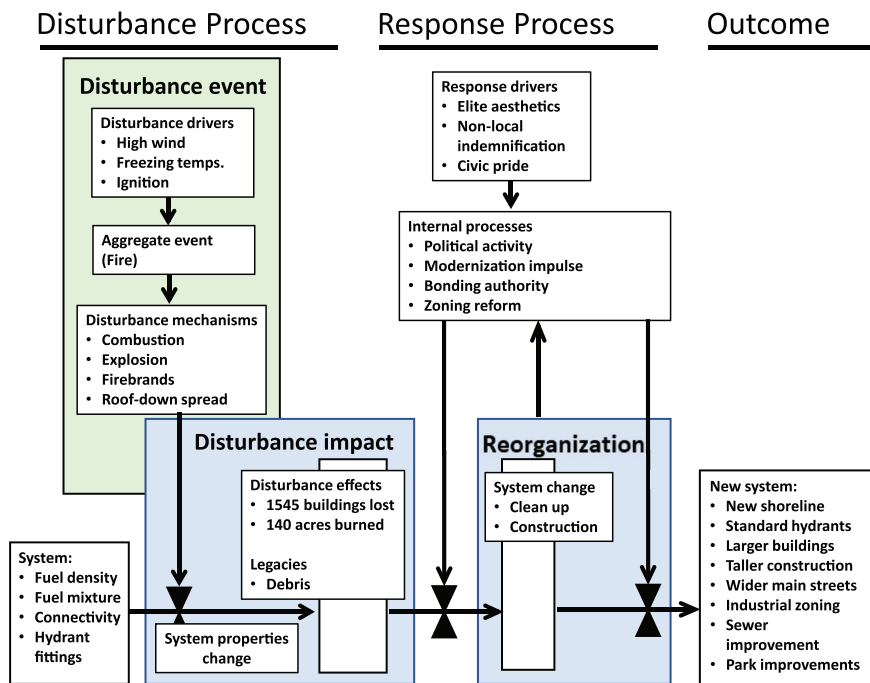 Disturbance Process
Response Process
Outcome
Disturbance event
Disturbance drivers
• High wind
• Freezing temps.
• Ignition
Aggregate event
(Fire)
Disturbance mechanisms
• Combustion
• Explosion
• Firebrands
• Roof-down spread
Response drivers
• Elite aesthetics
• Non-local
indemnification
• Civic pride
Internal processes
• Political activity
• Modernization impulse
• Bonding authority
• Zoning reform
Disturbance impact
Disturbance effects
• 1545 buildings lost
• 140 acres burned
Legacies
• Debris
System:
• Fuel density
• Fuel mixture
• Connectivity
• Hydrant
fittings
System properties
change
Reorganization
System change
• Clean up
• Construction
New system:
• New shoreline
• Standard hydrants
• Larger buildings
• Taller construction
• Wider main streets
• Industrial zoning
• Sewer
improvement
• Park improvements